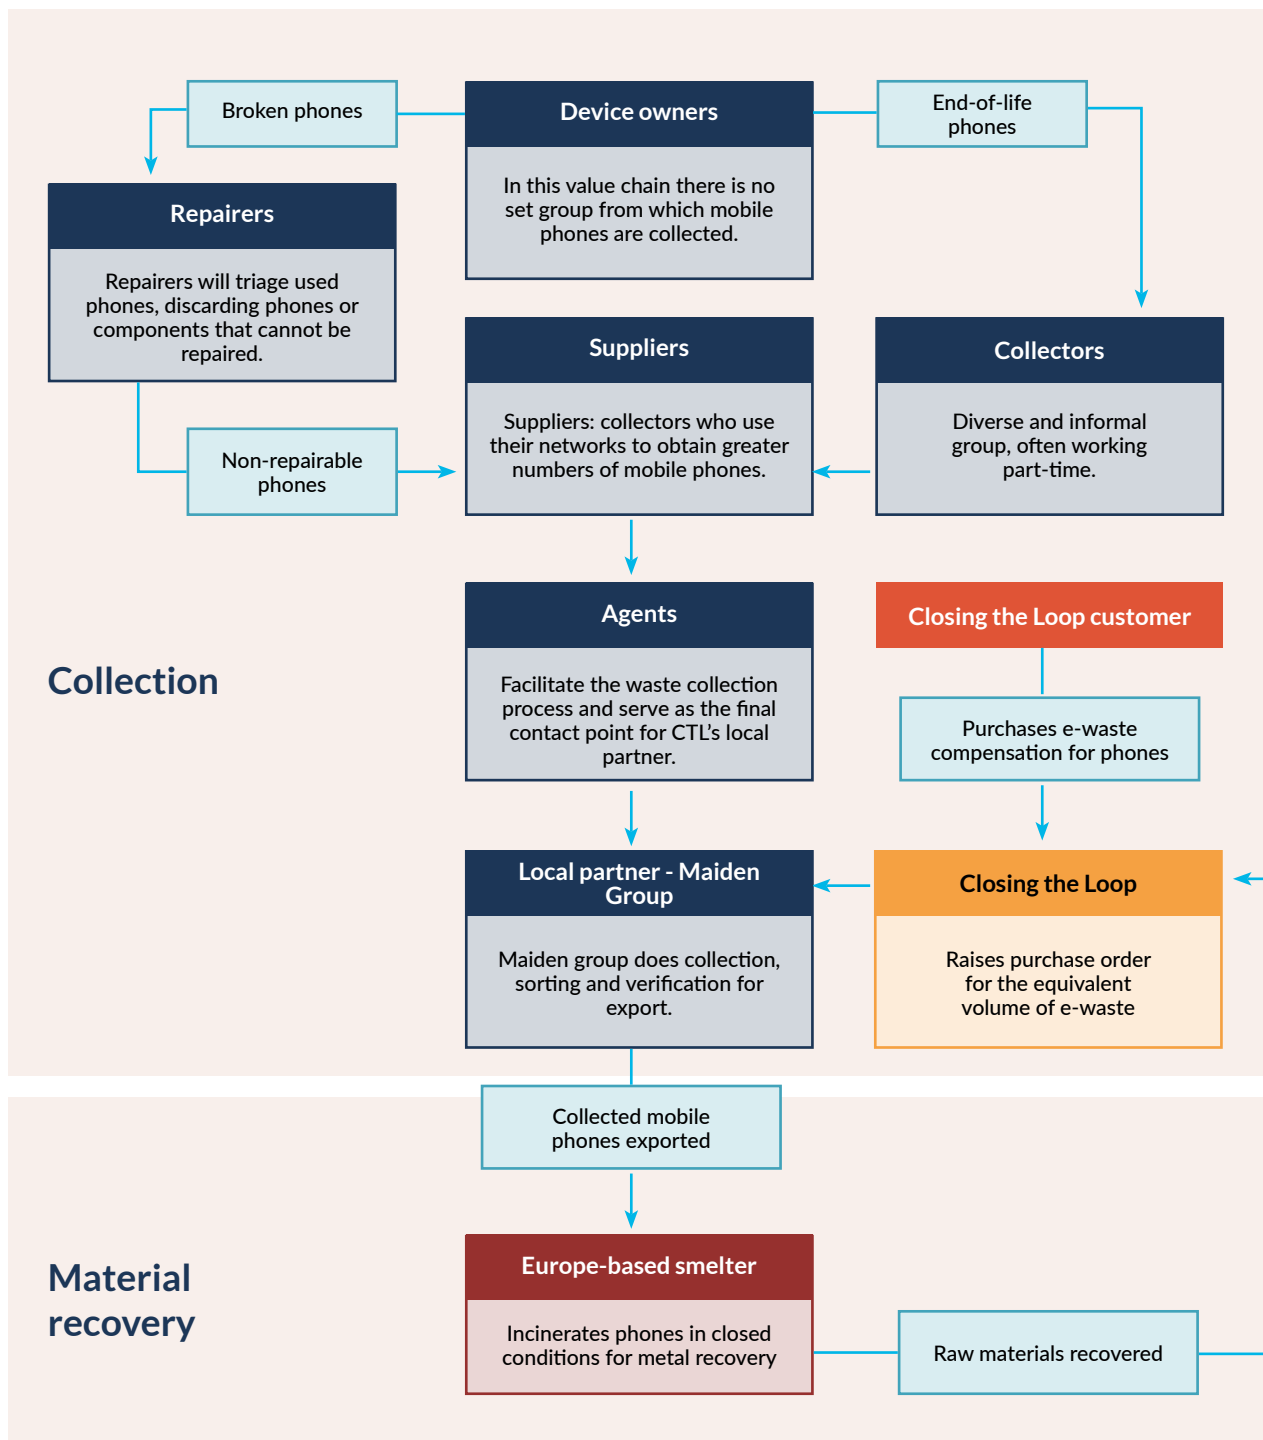 Broken phones
Device owners
End-of-life
phones
In this value chain there is no
set group from which mobile
phones are collected.
Repairers
Repairers will triage used
phones, discarding phones or
components that cannot be
repaired.
Suppliers
Suppliers: collectors who use
their networks to obtain greater
numbers of mobile phones.
Collectors
Diverse and informal
group, often working
part-time.
Non-repairable
phones
Agents
Facilitate the waste collection
process and serve as the final
contact point for CTL's local
partner.
Closing the Loop customer
Collection
Purchases e-waste
compensation for phones
Local partner - Maiden
Group
Maiden group does collection,
sorting and verification for
export.
Closing the Loop
Raises purchase order
for the equivalent
volume of e-waste
Collected mobile
phones exported
Material
recovery
Europe-based smelter
Incinerates phones in closed
conditions for metal recovery
Raw materials recovered